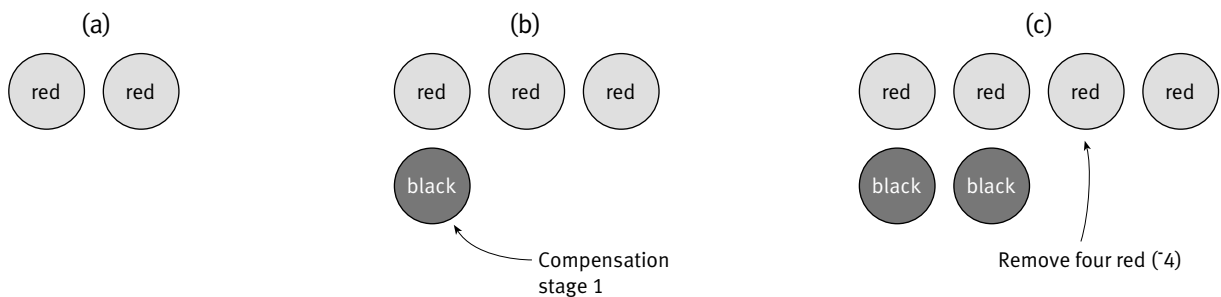 (a)
(b)
(c)
red red
red red red
red red red red
black
black black
Compensation
stage 1
Remove four red (⁻4)